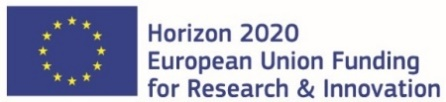 Horizon 2020
European Union Funding
for Research & Innovation